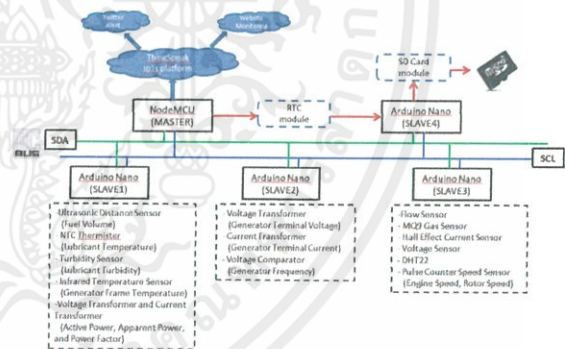 Twitter
Alert
Website
Monitoring
ThingSpeak
IOTs platform
SD Card
module
NodeMCU
(MASTER)
RTC
module
Arduino Nano
(SLAVE4)
SDA
BUS
SCL
Arduino Nano
(SLAVE1)
Arduino Nano
(SLAVE2)
Arduino Nano
(SLAVE3)
-Ultrasonic Distance Sensor
(Fuel Volume)
- NTC Thermister
(Lubricant Temperature)
- Turbidity Sensor
(Lubricant Turbidity)
- Infrared Temperature Sensor
(Generator Frame Temperature)
-Voltage Transformer and Current
Transformer
(Active Power, Apparent Power,
and Power Factor)
Voltage Transformer
(Generator Terminal Voltage)
Current Transformer
(Generator Terminal Current)
- Voltage Comparator
(Generator Frequency)
-Flow Sensor
- MQ9 Gas Sensor
- Hall Effect Current Sensor
Voltage Sensor
- DHT22
- Pulse Counter Speed Sensor
(Engine Speed, Rotor Speed)